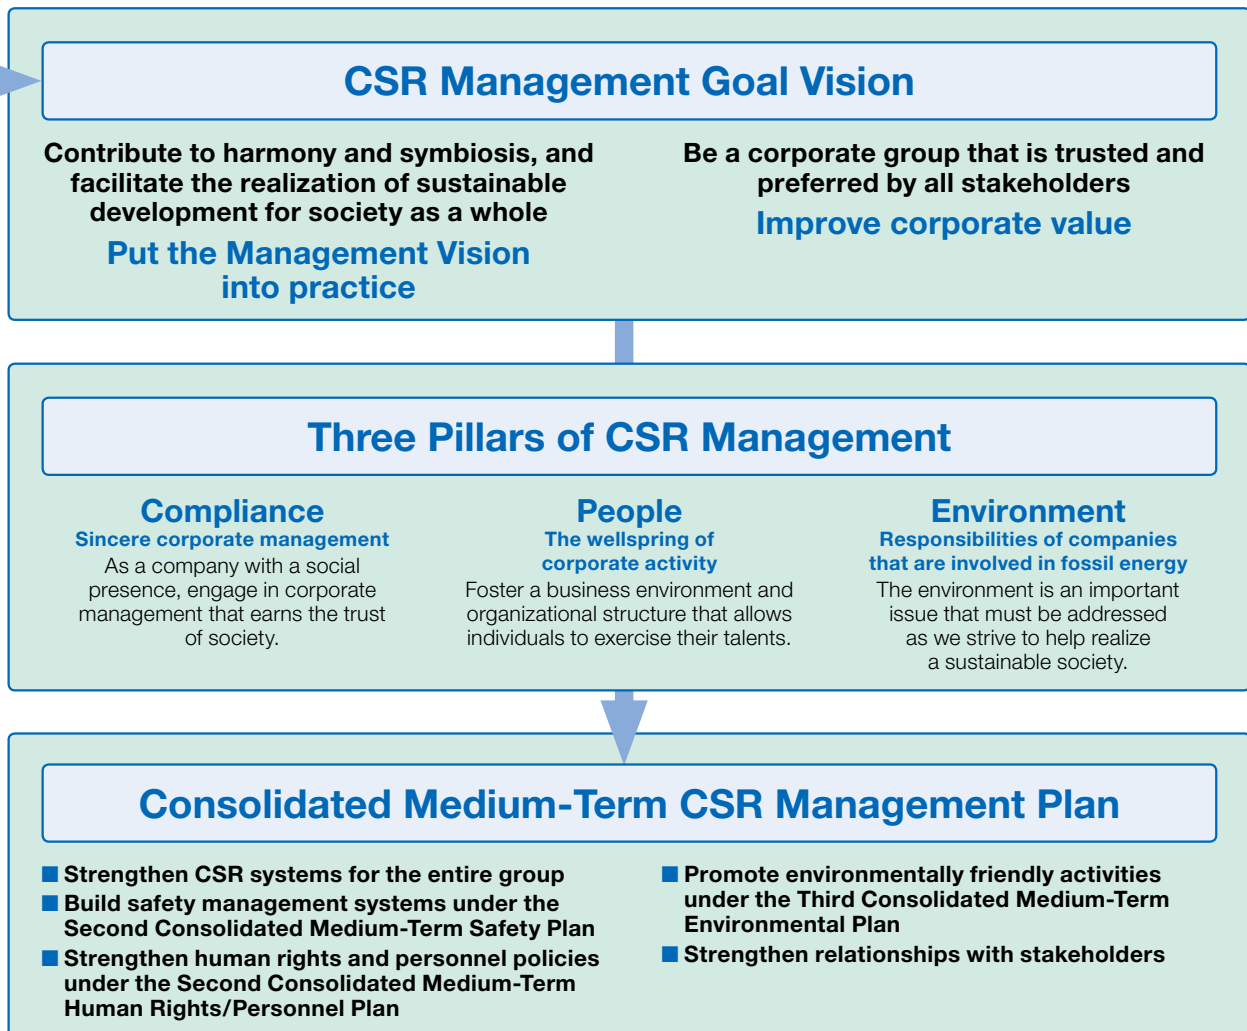 CSR Management Goal Vision
Contribute to harmony and symbiosis, and
facilitate the realization of sustainable
development for society as a whole
Put the Management Vision
into practice
Be a corporate group that is trusted and
preferred by all stakeholders
Improve corporate value
Three Pillars of CSR Management
Compliance
Sincere corporate management
As a company with a social
presence, engage in corporate
management that earns the trust
of society.
People
The wellspring of
corporate activity
Foster a business environment and
organizational structure that allows
individuals to exercise their talents.
Environment
Responsibilities of companies
that are involved in fossil energy
The environment is an important
issue that must be addressed
as we strive to help realize
a sustainable society.
Consolidated Medium-Term CSR Management Plan
■ Strengthen CSR systems for the entire group
■ Build safety management systems under the
Second Consolidated Medium-Term Safety Plan
■ Strengthen human rights and personnel policies
under the Second Consolidated Medium-Term
Human Rights/Personnel Plan
■ Promote environmentally friendly activities
under the Third Consolidated Medium-Term
Environmental Plan
■ Strengthen relationships with stakeholders